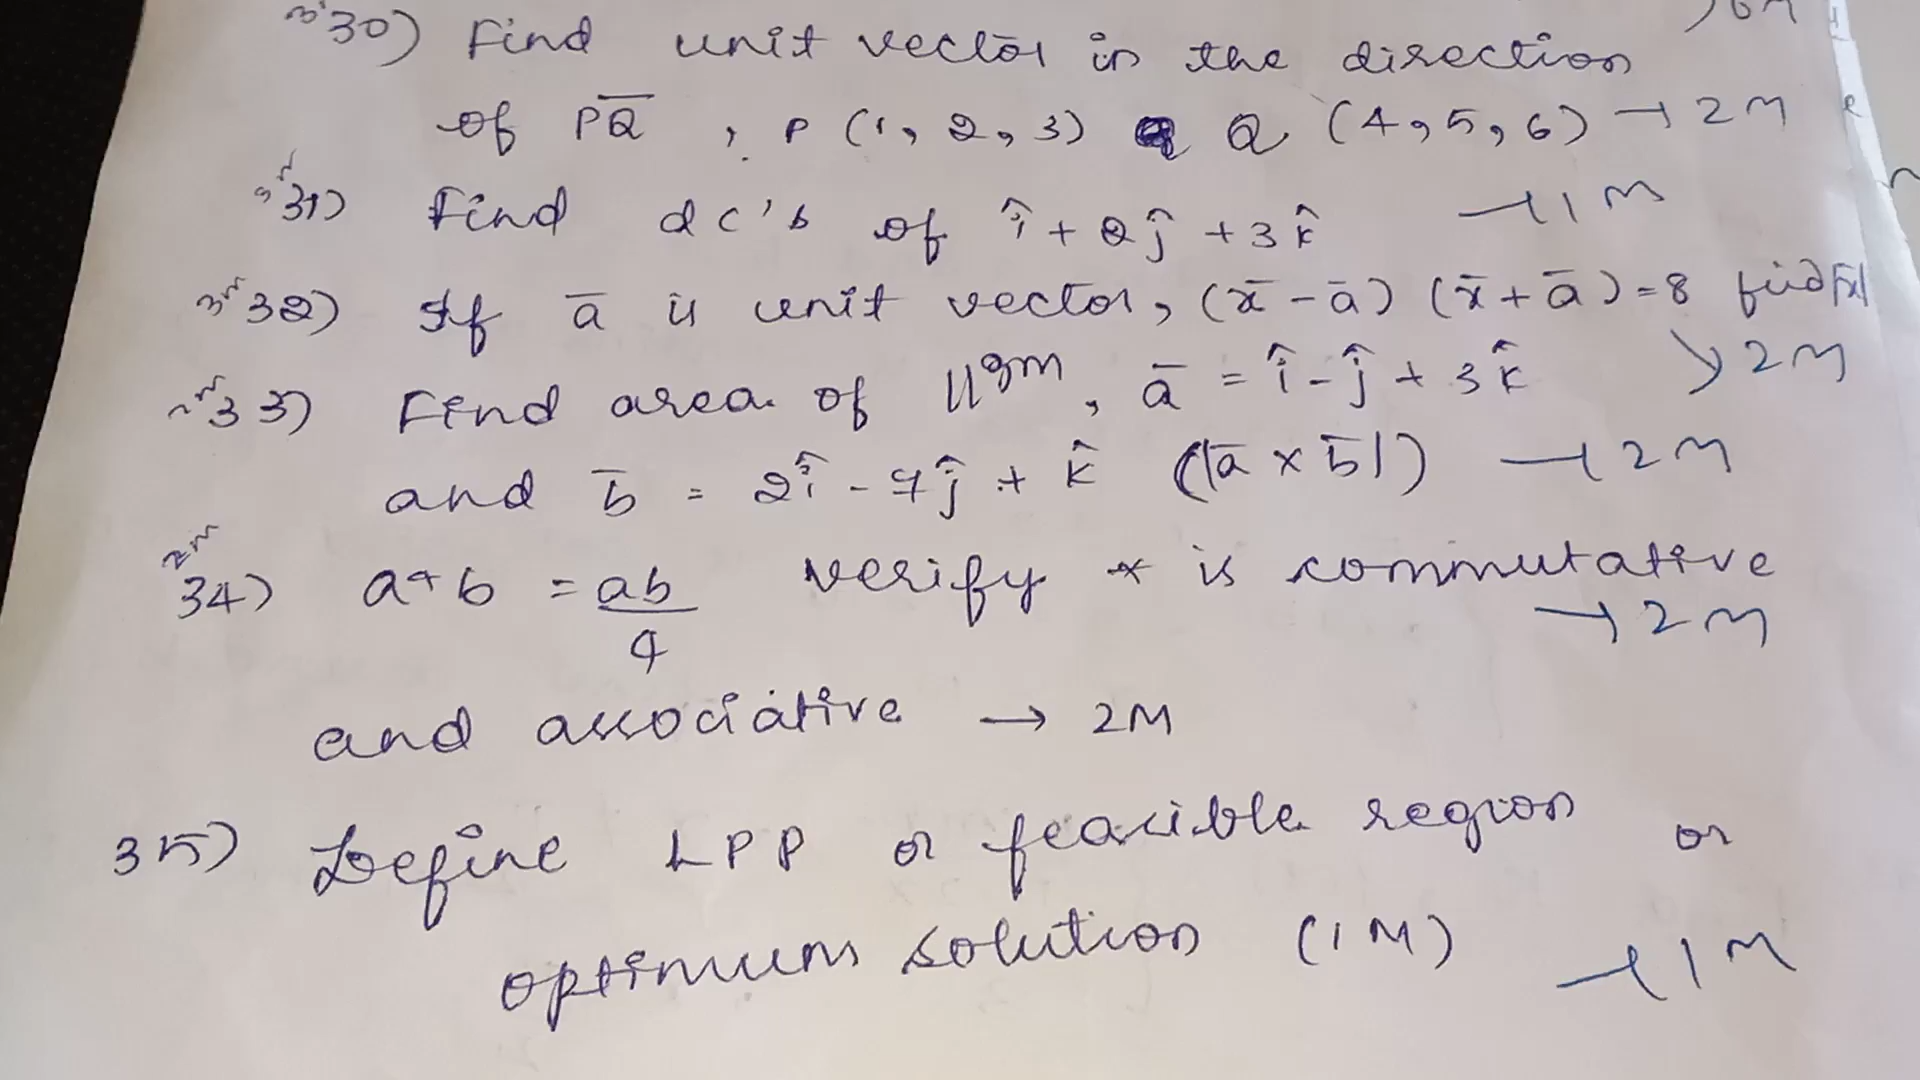 30) Find unit vector in the direction
of P̅Q̅ , P (1, 2, 3) Q (4, 5, 6) → 2M
31) Find dc's of î + 2ĵ + 3k̂ → 1M
32) If a̅ is unit vector, (x̅ - a̅) (x̅ + a̅) = 8 find |x̅|
→ 2M
33) Find area of ||gm, a̅ = î - ĵ + 3k̂
and b̅ = 2î - 7ĵ + k̂ (|a̅ × b̅|) → 2M
34) a * b = ab/4 verify * is commutative
→ 2M
and associative → 2M
35) Define LPP or feasible region or
optimum solution (1M) → 1M